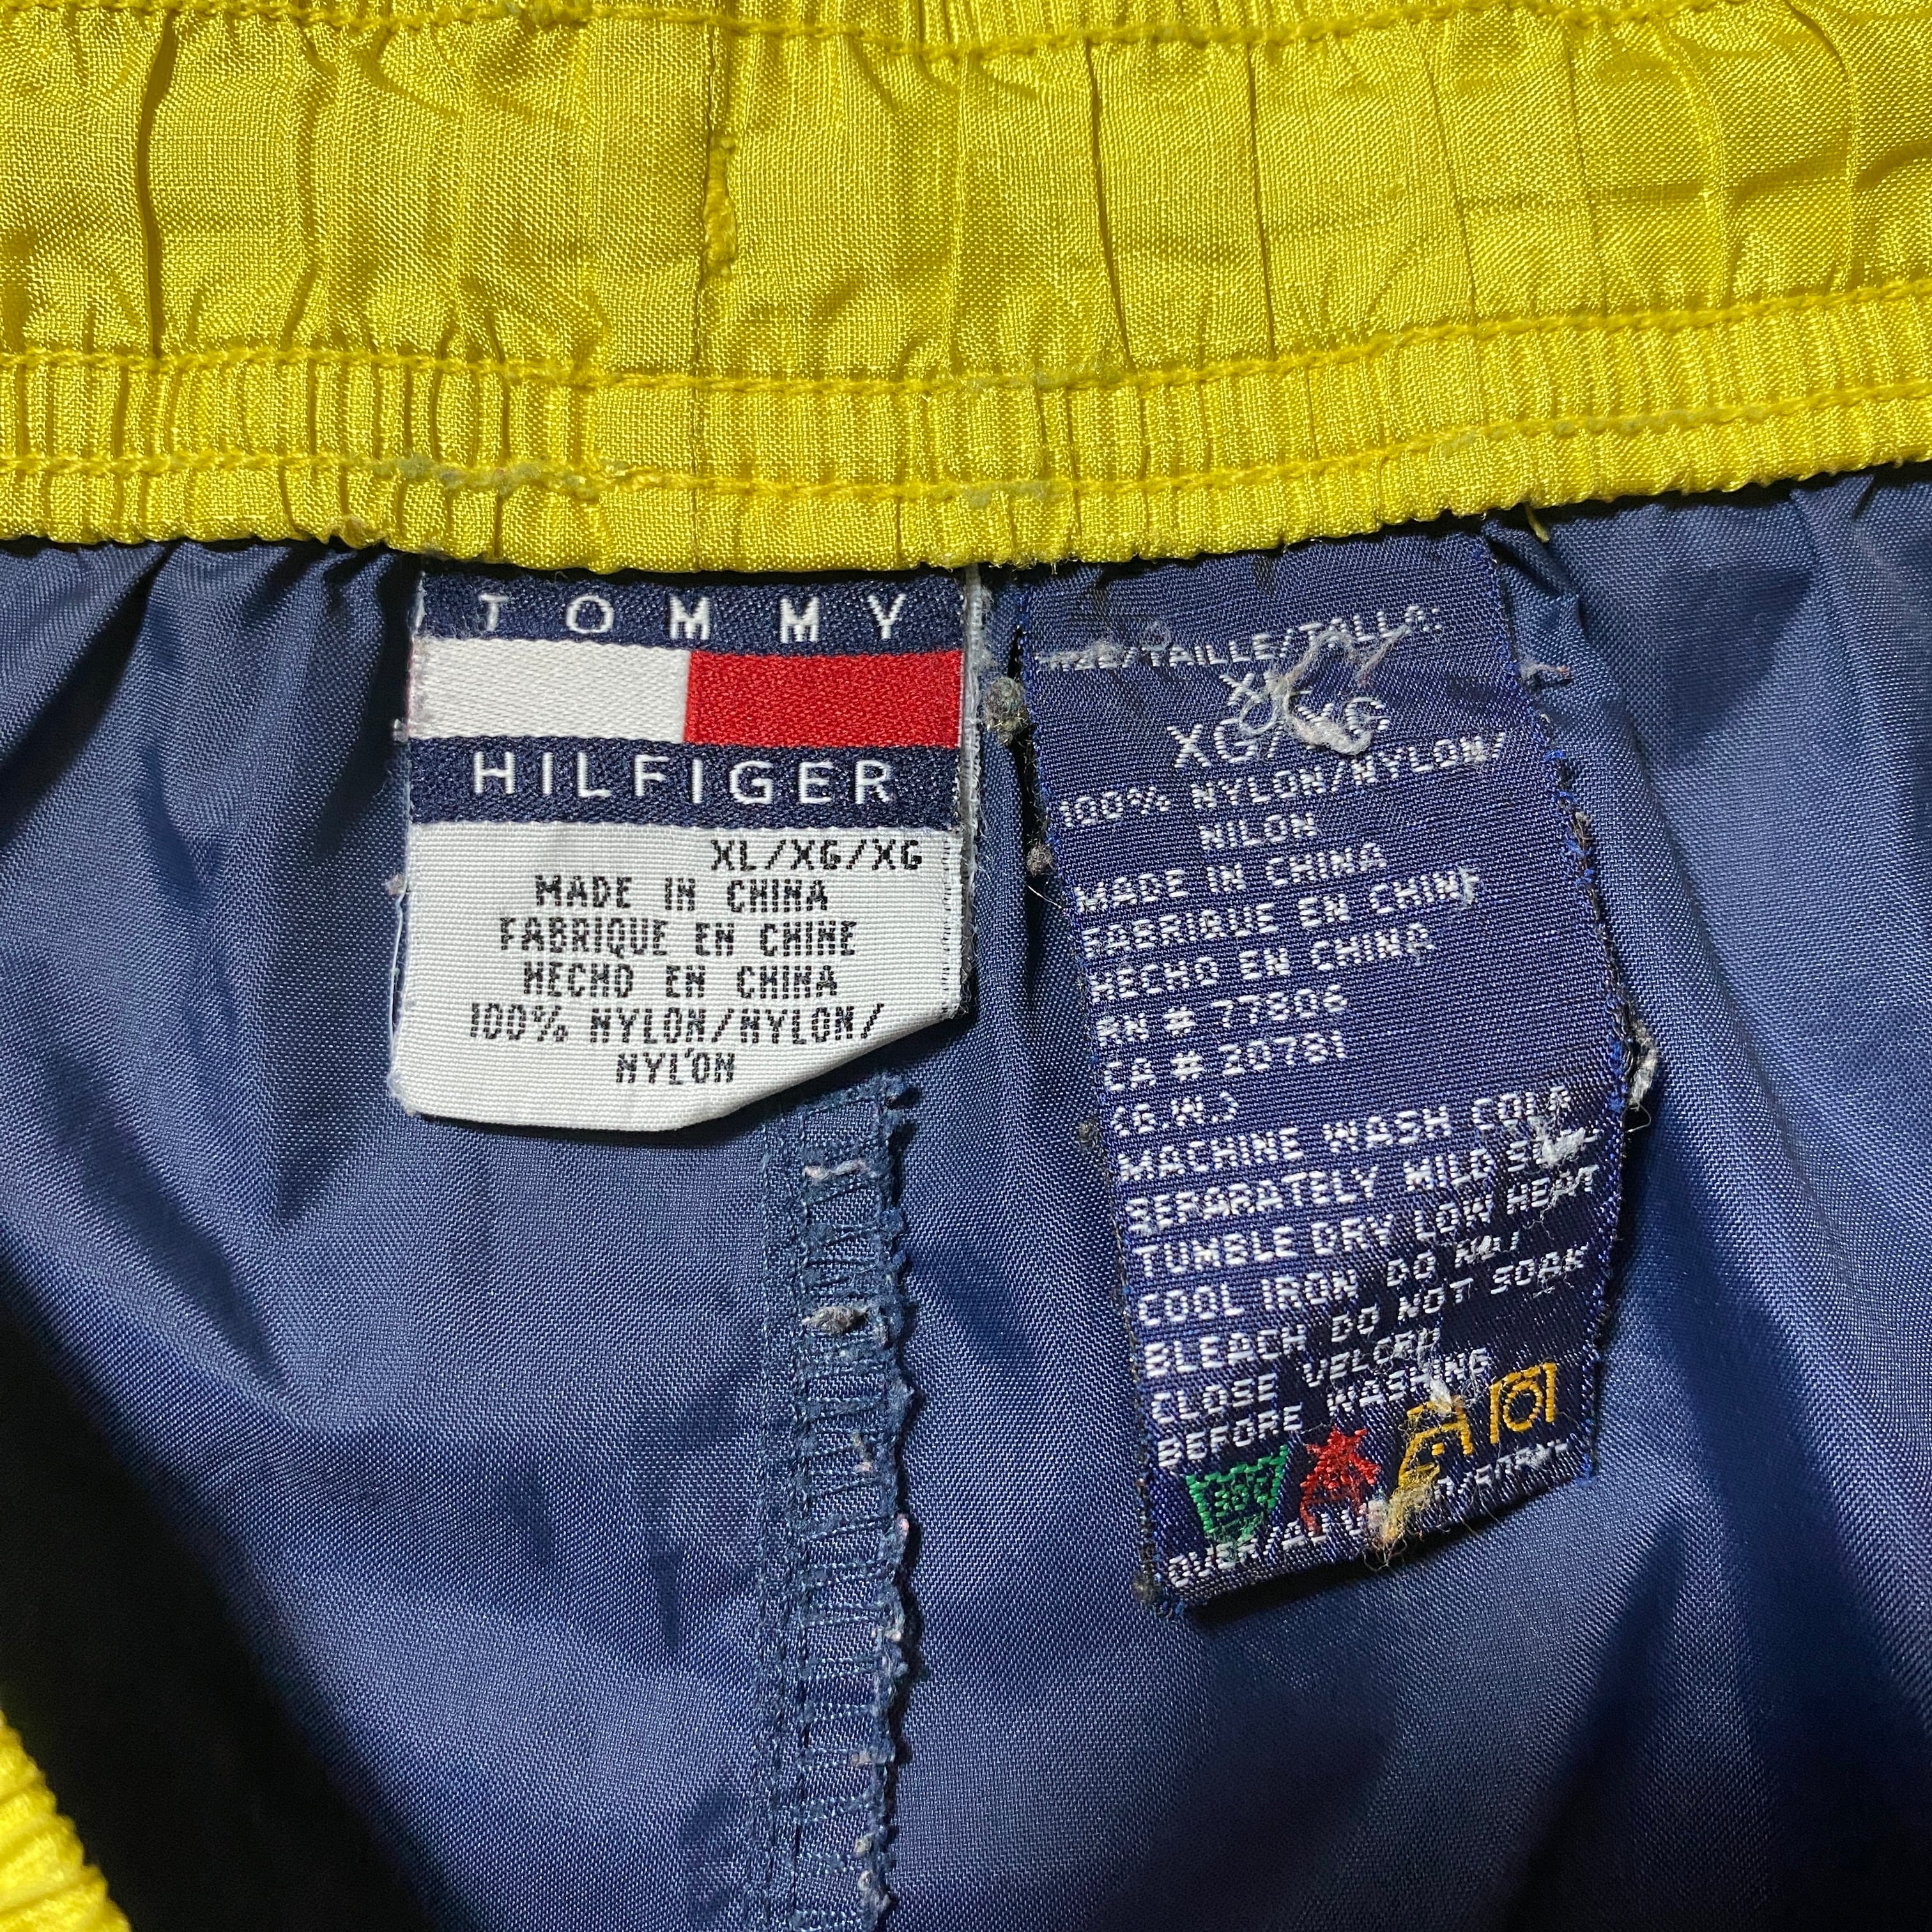 TOMMY
HILFIGER
XL/XG/XG
MADE IN CHINA
FABRIQUE EN CHINE
HECHO EN CHINA
100% NYLON/NYLON/
NYLON
SIZE/TAILLE/TALLA:
XG/XG
100% NYLON/NYLON/
NILON
MADE IN CHINA
FABRIQUE EN CHINE
HECHO EN CHINA
RN # 77806
CA # 20781
(G.W.)
MACHINE WASH COLD
SEPARATELY MILD
TUMBLE DRY LOW HEAT
COOL IRON DO NOT
BLEACH DO NOT SOAK
CLOSE VELCRO
BEFORE WASHING